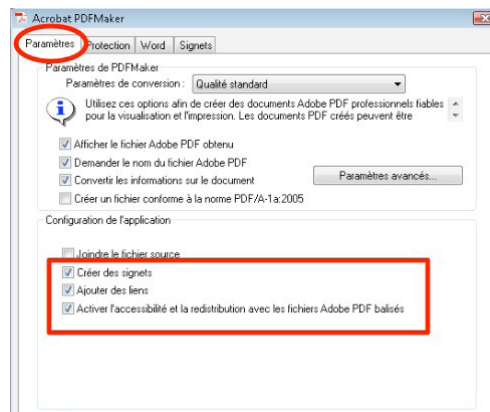 Acrobat PDFMaker
Paramètres Protection Word Signets
Paramètres de PDFMaker
Paramètres de conversion : Qualité standard
Utilisez ces options afin de créer des documents Adobe PDF professionnels fiables
pour la visualisation et l'impression. Les documents PDF créés peuvent être
Afficher le fichier Adobe PDF obtenu
Demander le nom du fichier Adobe PDF
Convertir les informations sur le document Paramètres avancés...
Créer un fichier conforme à la norme PDF/A-1a:2005
Configuration de l'application
Joindre le fichier source
Créer des signets
Ajouter des liens
Activer l'accessibilité et la redistribution avec les fichiers Adobe PDF balisés